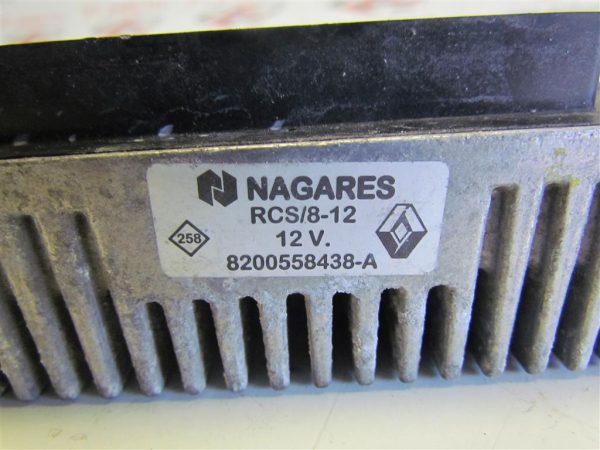 NAGARES
RCS/8-12
258
12 V.
8200558438-A